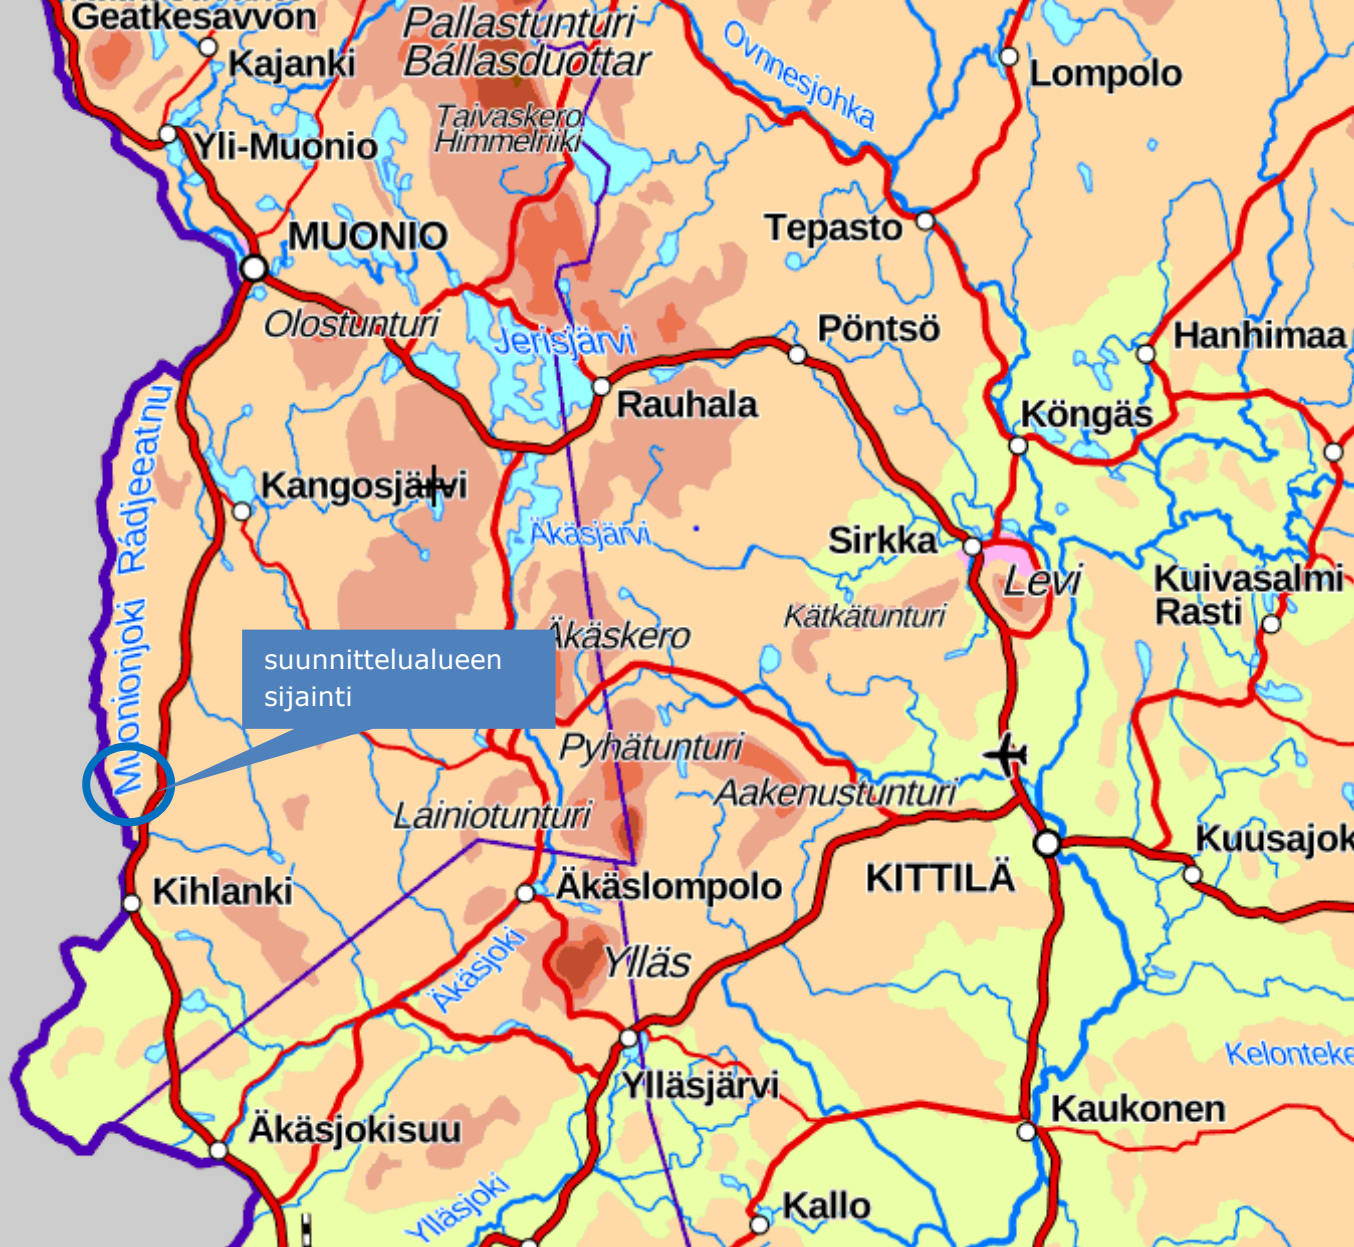 Geatkesavvon
Kajanki
Pallastunturi
Bállasduottar
Ovnnesjohka
Lompolo
Taivaskero
Himmelriiki
Yli-Muonio
MUONIO
Tepasto
Olostunturi
Jerisjärvi
Pöntsö
Hanhimaa
Rauhala
Köngäs
Muonionjoki Rádjeeatnu
Kangosjärvi
Äkäsjärvi
Sirkka
Levi
Kuivasalmi
Rasti
Kätkätunturi
Äkäskero
suunnittelualueen
sijainti
Pyhätunturi
Aakenustunturi
Lainiotunturi
Kuusajok
KITTILÄ
Äkäslompolo
Kihlanki
Äkäsjoki
Ylläs
Kelonteke
Ylläsjärvi
Kaukonen
Äkäsjokisuu
Ylläsjoki
Kallo